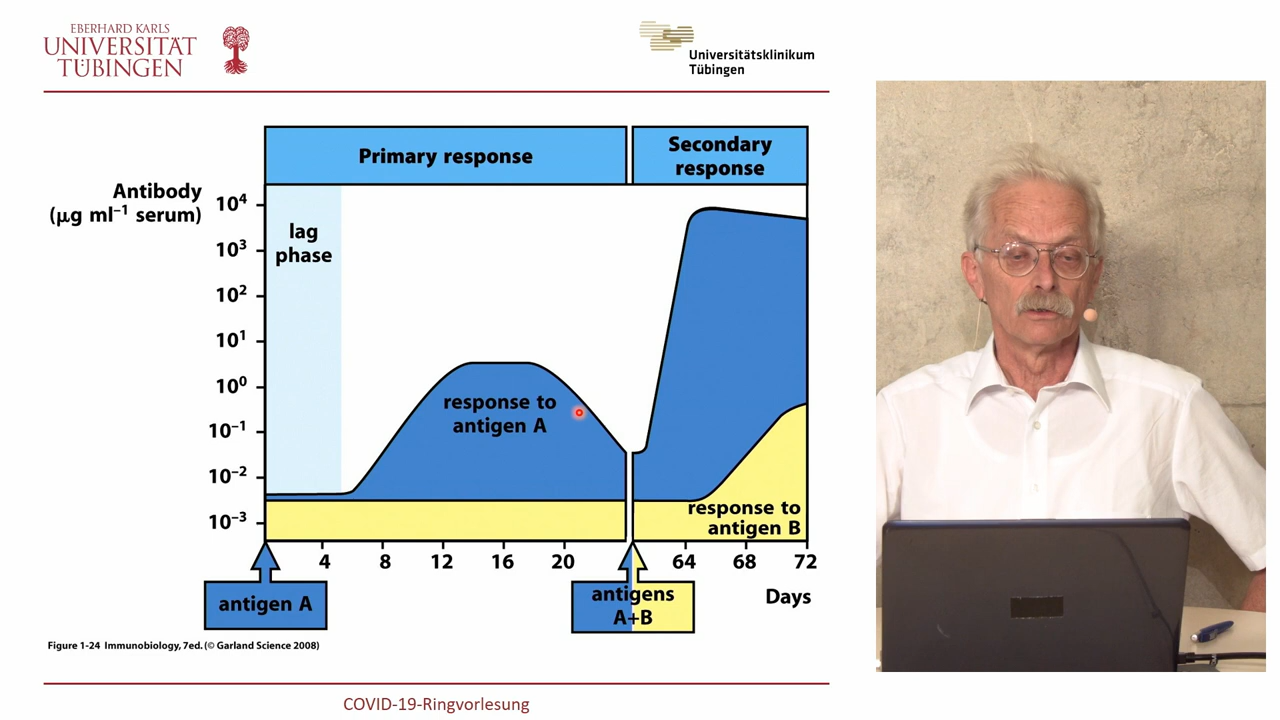 EBERHARD KARLS
UNIVERSITÄT
TÜBINGEN
Universitätsklinikum
Tübingen
Primary response
Secondary
response
Antibody
(μg ml⁻¹ serum)
10⁴
10³
10²
10¹
10⁰
10⁻¹
10⁻²
10⁻³
lag
phase
response to
antigen A
response to
antigen B
4 8 12 16 20 64 68 72
Days
antigen A
antigens
A+B
Figure 1-24 Immunobiology, 7ed. (© Garland Science 2008)
COVID-19-Ringvorlesung